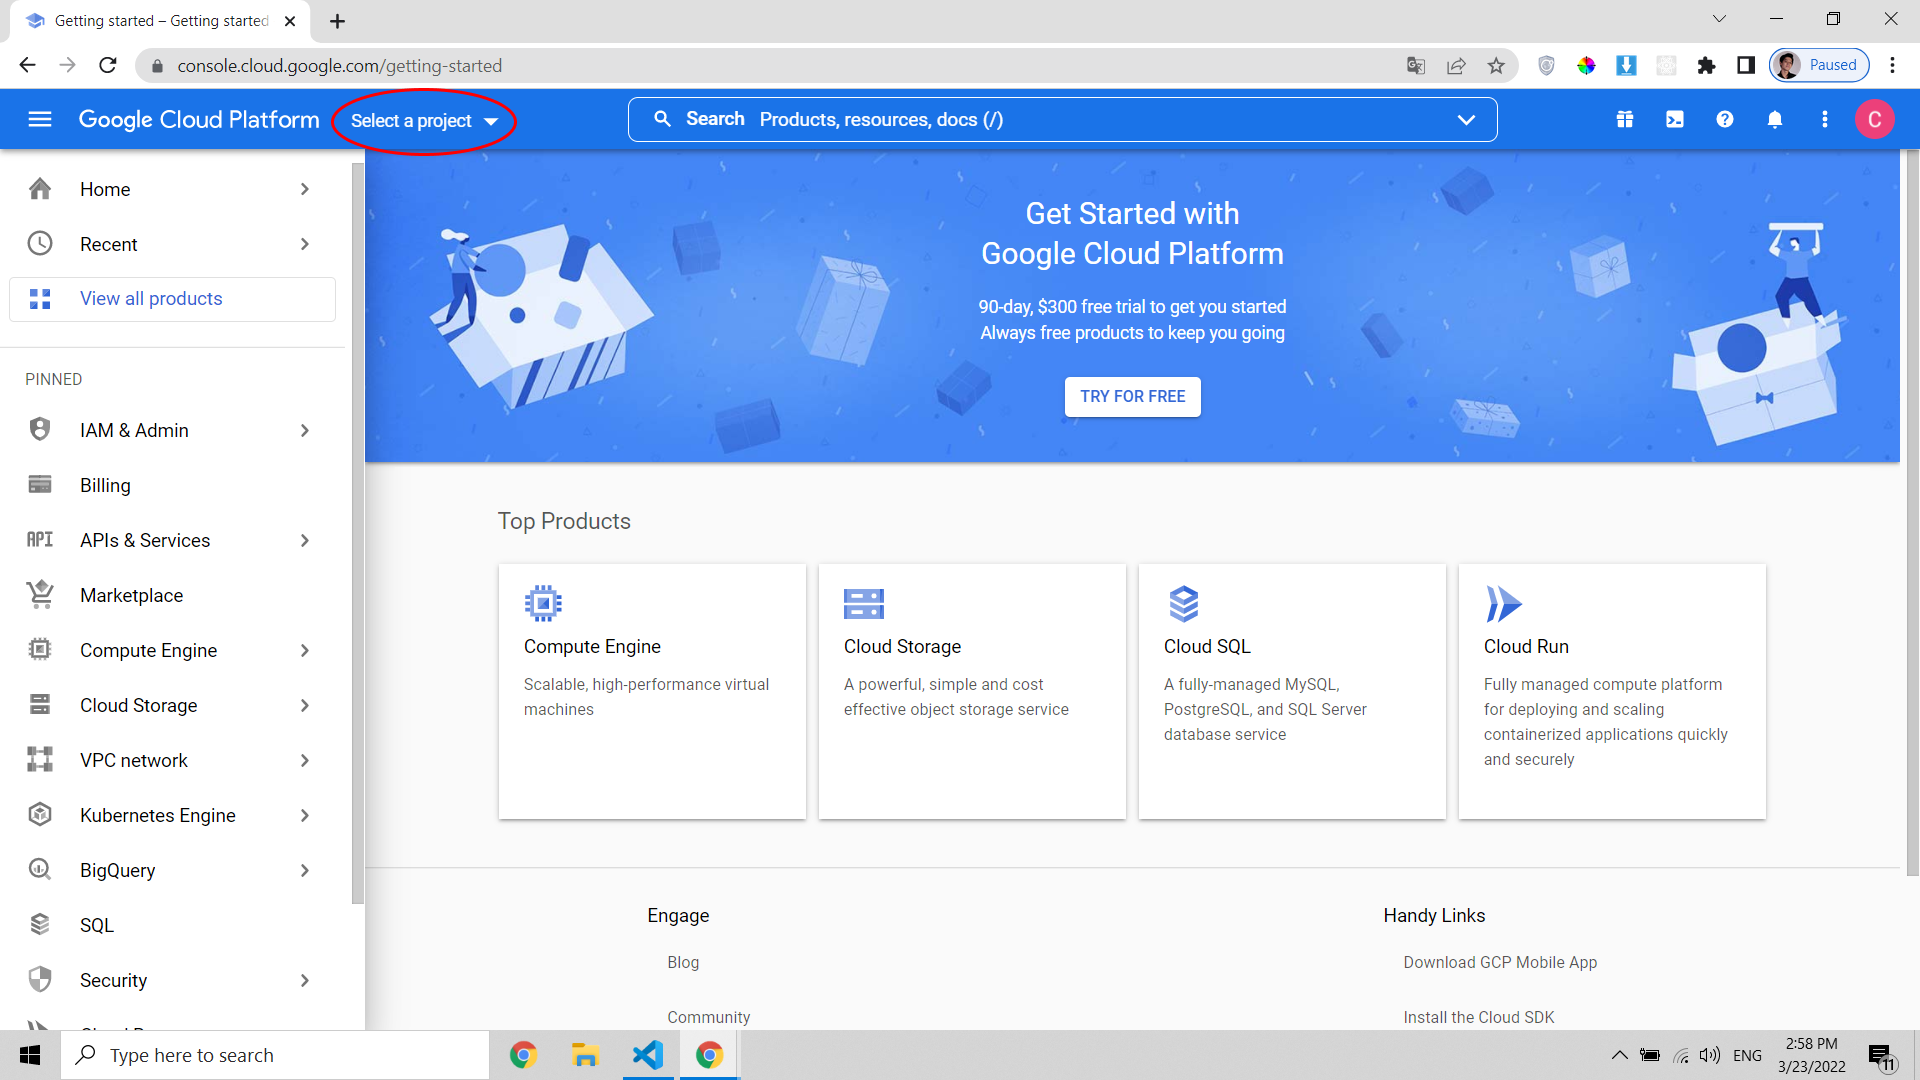 Getting started – Getting started
console.cloud.google.com/getting-started
Paused
Google Cloud Platform
Select a project
Search Products, resources, docs (/)
C
Home
Recent
View all products
PINNED
IAM & Admin
Billing
API APIs & Services
Marketplace
Compute Engine
Cloud Storage
VPC network
Kubernetes Engine
BigQuery
SQL
Security
Get Started with
Google Cloud Platform
90-day, $300 free trial to get you started
Always free products to keep you going
TRY FOR FREE
Top Products
Compute Engine
Scalable, high-performance virtual
machines
Cloud Storage
A powerful, simple and cost
effective object storage service
Cloud SQL
A fully-managed MySQL,
PostgreSQL, and SQL Server
database service
Cloud Run
Fully managed compute platform
for deploying and scaling
containerized applications quickly
and securely
Engage
Blog
Community
Handy Links
Download GCP Mobile App
Install the Cloud SDK
Type here to search
ENG
2:58 PM
3/23/2022
11